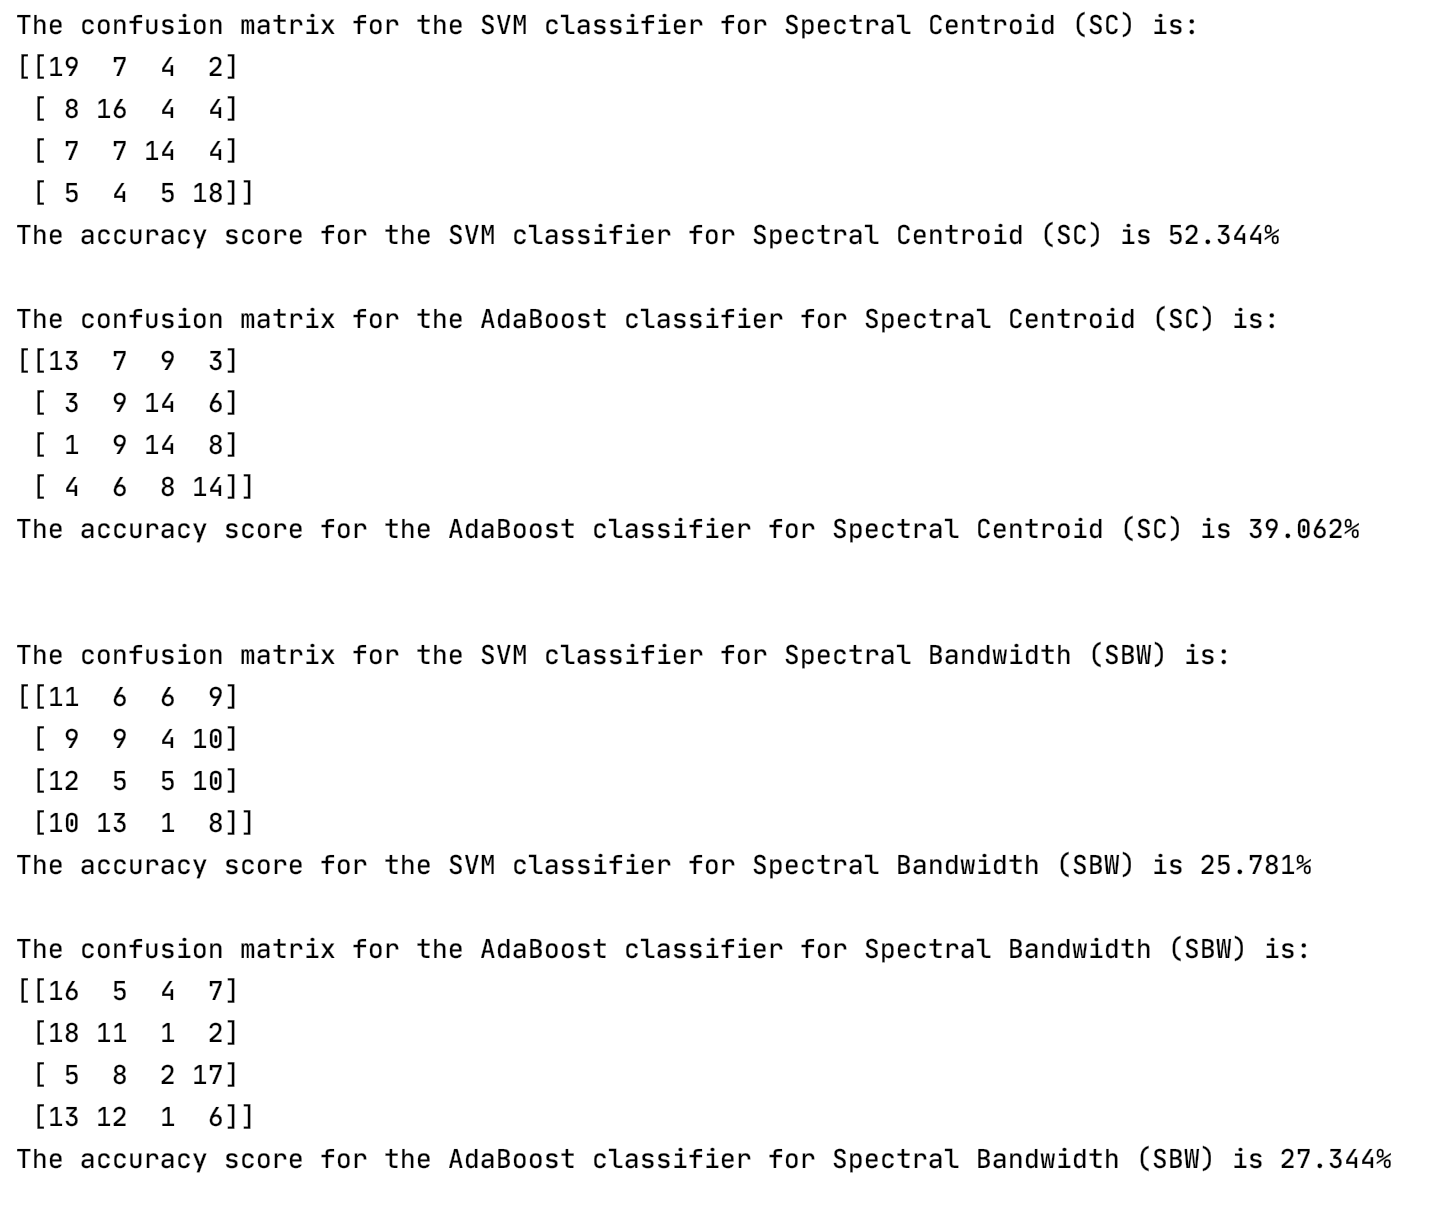 The confusion matrix for the SVM classifier for Spectral Centroid (SC) is:
[[19  7  4  2]
 [ 8 16  4  4]
 [ 7  7 14  4]
 [ 5  4  5 18]]
The accuracy score for the SVM classifier for Spectral Centroid (SC) is 52.344%
The confusion matrix for the AdaBoost classifier for Spectral Centroid (SC) is:
[[13  7  9  3]
 [ 3  9 14  6]
 [ 1  9 14  8]
 [ 4  6  8 14]]
The accuracy score for the AdaBoost classifier for Spectral Centroid (SC) is 39.062%
The confusion matrix for the SVM classifier for Spectral Bandwidth (SBW) is:
[[11  6  6  9]
 [ 9  9  4 10]
 [12  5  5 10]
 [10 13  1  8]]
The accuracy score for the SVM classifier for Spectral Bandwidth (SBW) is 25.781%
The confusion matrix for the AdaBoost classifier for Spectral Bandwidth (SBW) is:
[[16  5  4  7]
 [18 11  1  2]
 [ 5  8  2 17]
 [13 12  1  6]]
The accuracy score for the AdaBoost classifier for Spectral Bandwidth (SBW) is 27.344%